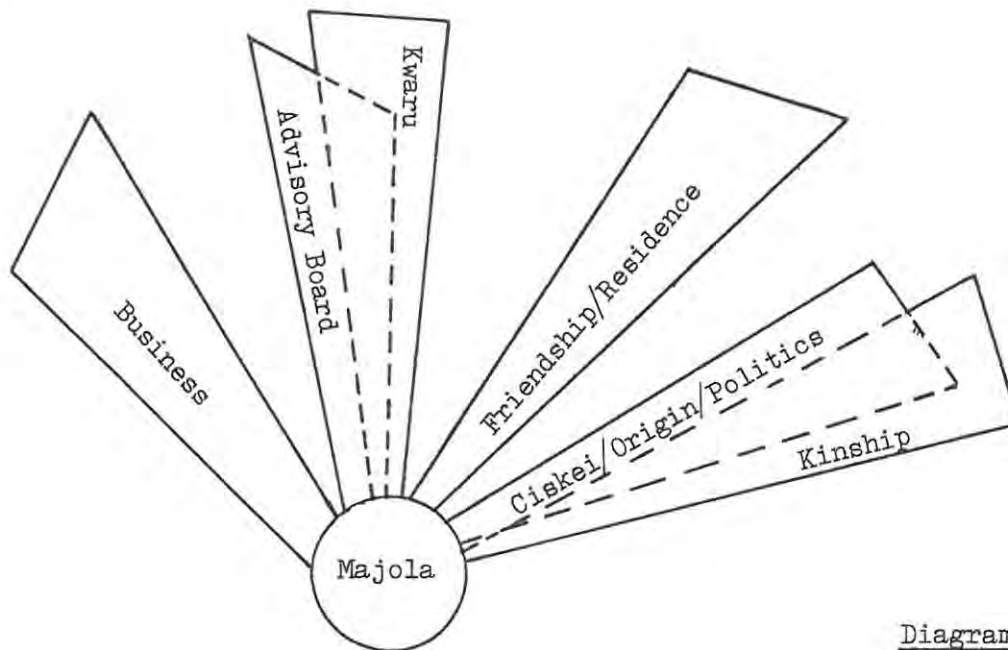 Business
Advisory Board
Kwaru
Friendship/Residence
Ciskei/Origin/Politics
Kinship
Majola
Diagram